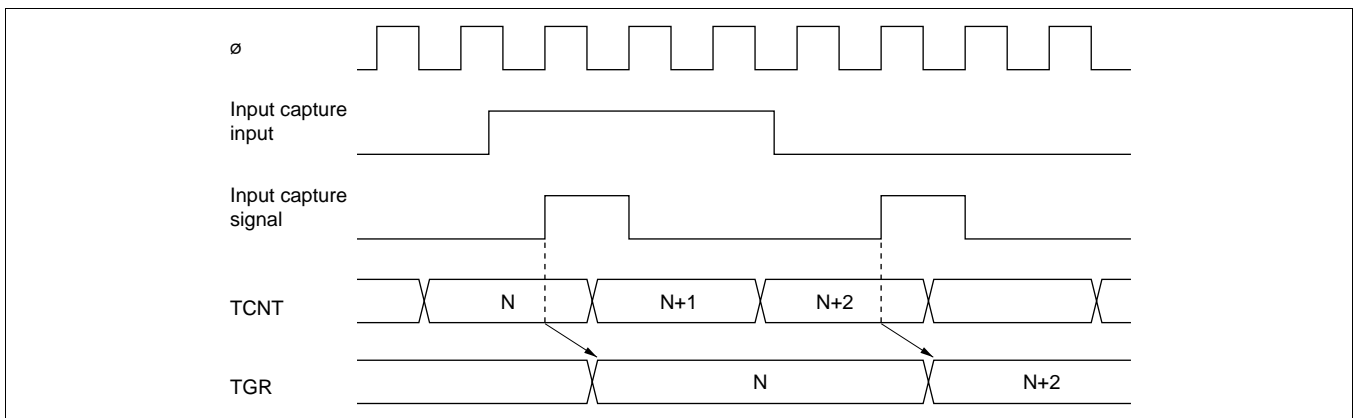 ø
Input capture
input
Input capture
signal
TCNT N N+1 N+2
TGR N N+2